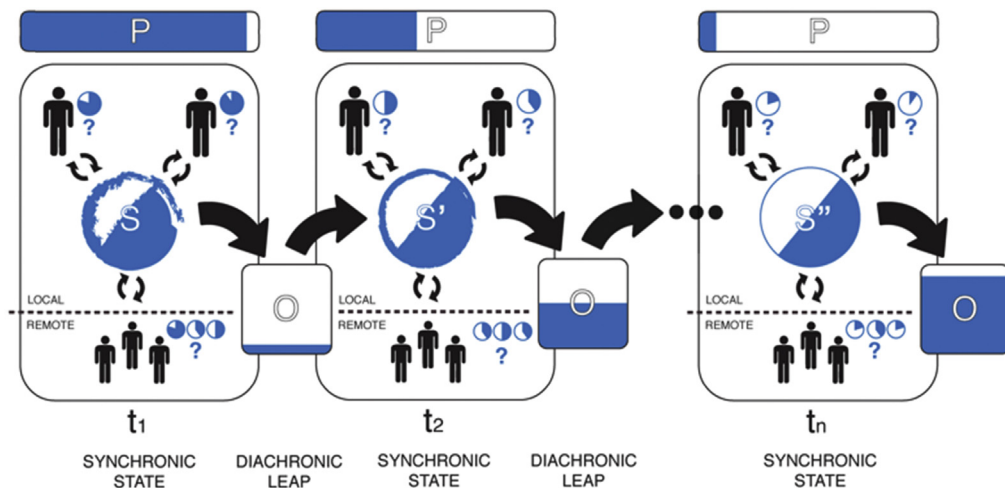 P
P
P
?
?
?
?
?
?
S
S'
S"
O
O
O
LOCAL
REMOTE
LOCAL
REMOTE
LOCAL
REMOTE
?
?
?
t1
t2
tn
SYNCHRONIC
STATE
DIACHRONIC
LEAP
SYNCHRONIC
STATE
DIACHRONIC
LEAP
SYNCHRONIC
STATE